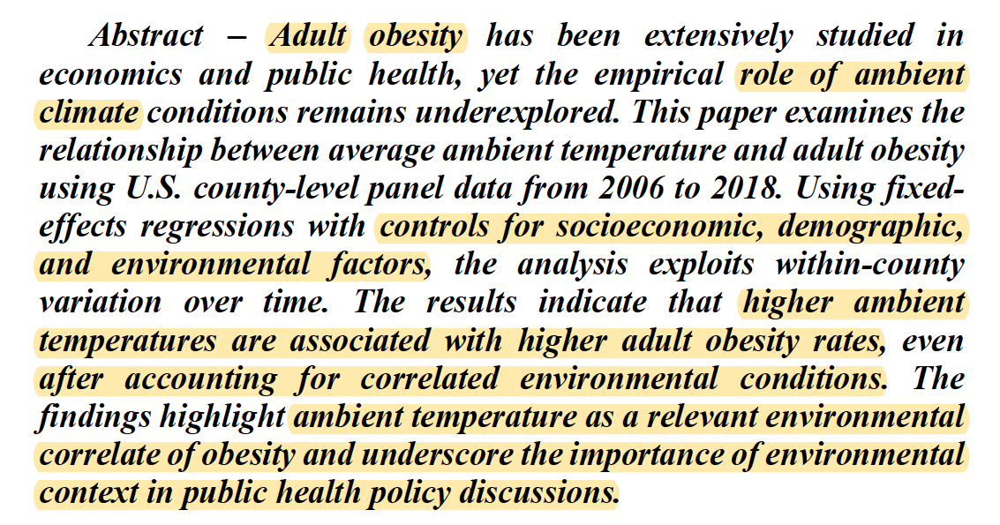 Abstract – Adult obesity has been extensively studied in
economics and public health, yet the empirical role of ambient
climate conditions remains underexplored. This paper examines the
relationship between average ambient temperature and adult obesity
using U.S. county-level panel data from 2006 to 2018. Using fixed-
effects regressions with controls for socioeconomic, demographic,
and environmental factors, the analysis exploits within-county
variation over time. The results indicate that higher ambient
temperatures are associated with higher adult obesity rates, even
after accounting for correlated environmental conditions. The
findings highlight ambient temperature as a relevant environmental
correlate of obesity and underscore the importance of environmental
context in public health policy discussions.